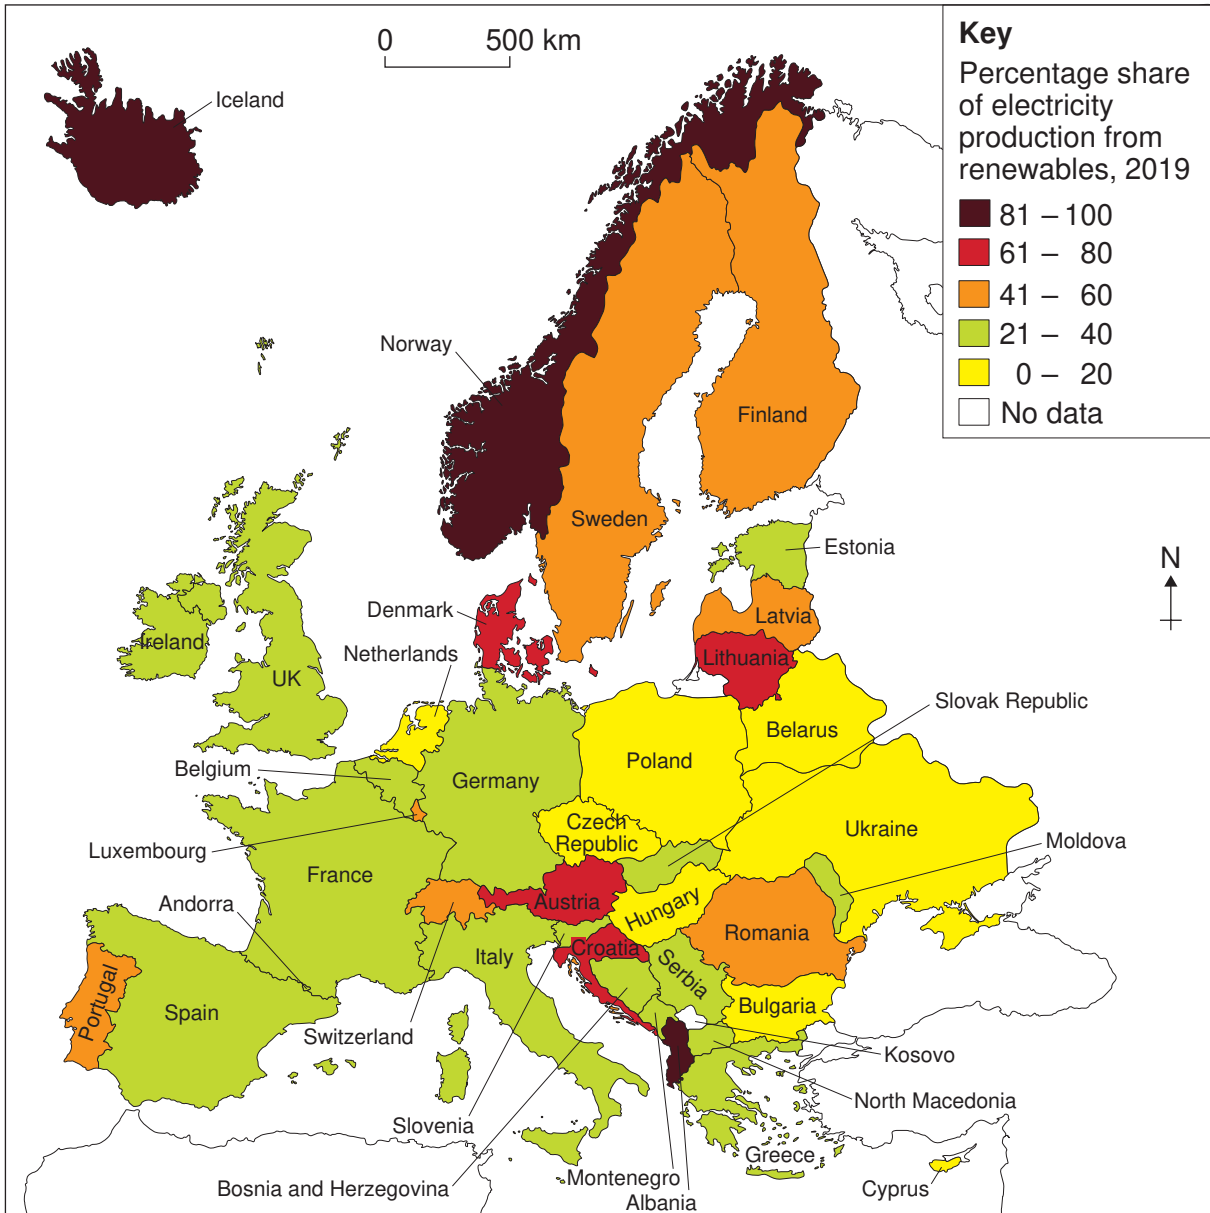 Key
Percentage share
of electricity
production from
renewables, 2019
81 – 100
61 – 80
41 – 60
21 – 40
0 – 20
No data
0 500 km
Iceland
Norway
Finland
Sweden
Estonia
N
Denmark
Latvia
Ireland
Netherlands
Lithuania
UK
Slovak Republic
Belarus
Belgium
Poland
Germany
Czech
Republic
Ukraine
Moldova
Luxembourg
France
Andorra
Austria
Hungary
Romania
Croatia
Italy
Serbia
Portugal
Spain
Bulgaria
Switzerland
Kosovo
North Macedonia
Slovenia
Greece
Montenegro
Bosnia and Herzegovina
Cyprus
Albania